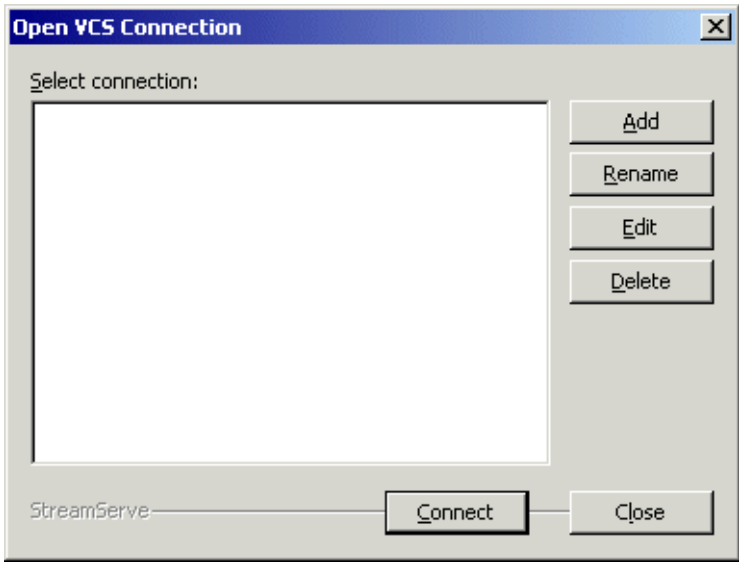 Open VCS Connection
Select connection:
Add
Rename
Edit
Delete
StreamServe
Connect
Close